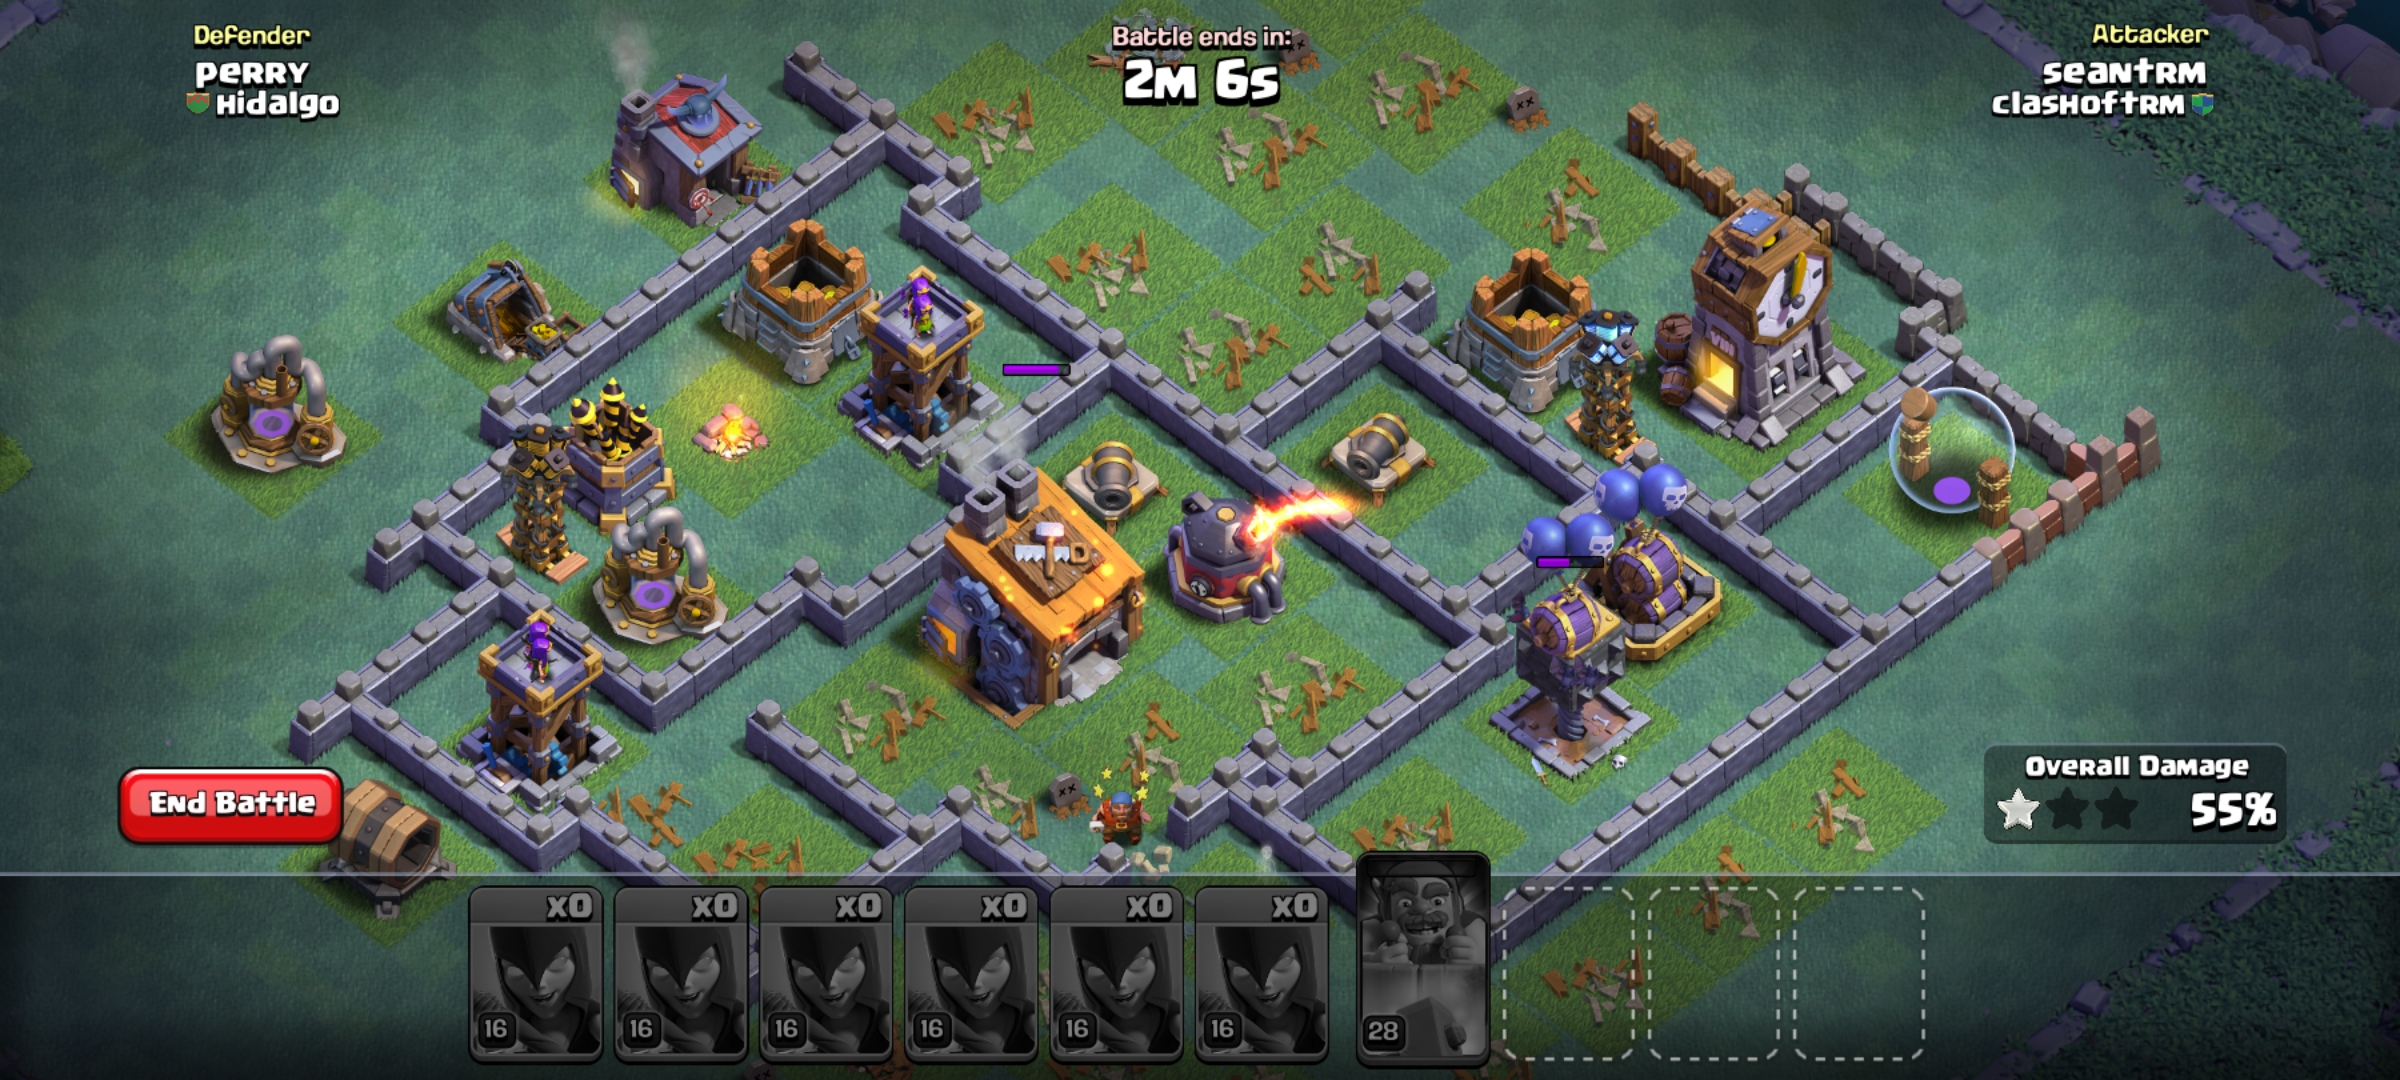 Defender
PERRY
Hidalgo
Battle ends in:
2M 6s
Attacker
seantRM
clashoftRM
VIII
End Battle
Overall Damage
55%
x0
x0
x0
x0
x0
x0
16
16
16
16
16
16
28